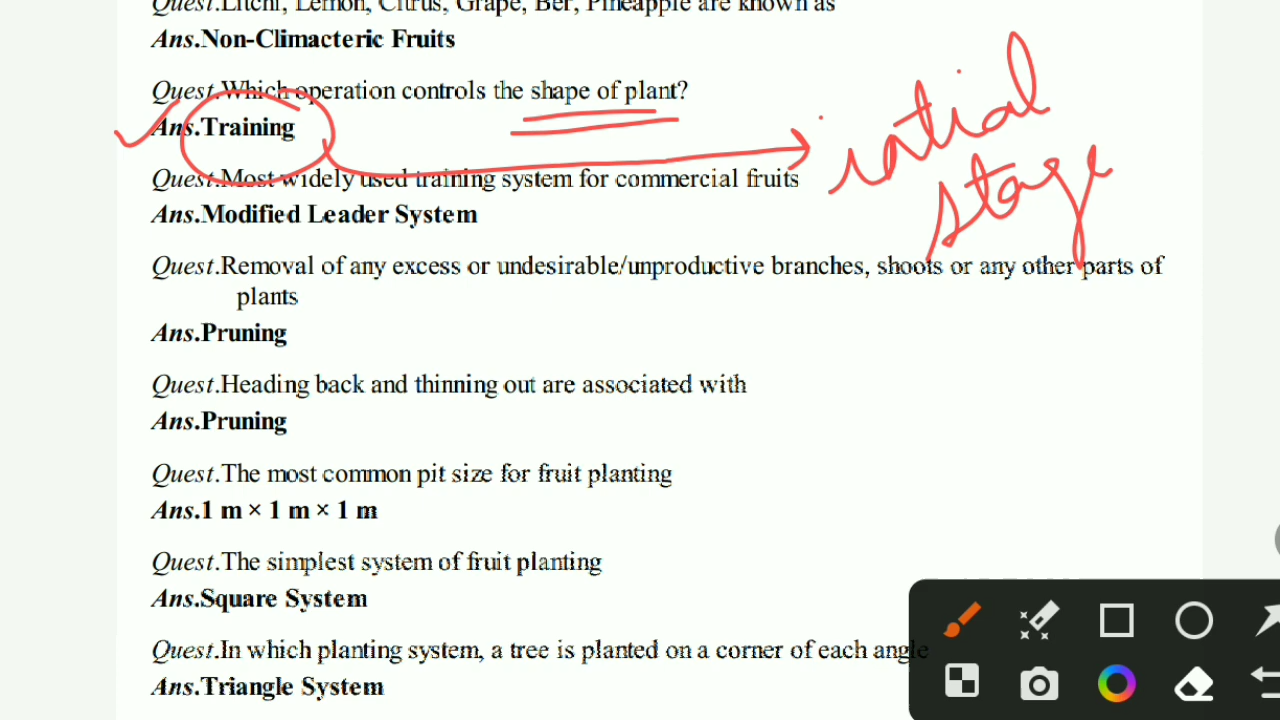 Quest.Litchi, Lemon, Citrus, Grape, Ber, Pineapple are known as
Ans.Non-Climacteric Fruits
Quest.Which operation controls the shape of plant?
Ans.Training
intial
stage
Quest.Most widely used training system for commercial fruits
Ans.Modified Leader System
Quest.Removal of any excess or undesirable/unproductive branches, shoots or any other parts of
plants
Ans.Pruning
Quest.Heading back and thinning out are associated with
Ans.Pruning
Quest.The most common pit size for fruit planting
Ans.1 m × 1 m × 1 m
Quest.The simplest system of fruit planting
Ans.Square System
Quest.In which planting system, a tree is planted on a corner of each angle
Ans.Triangle System